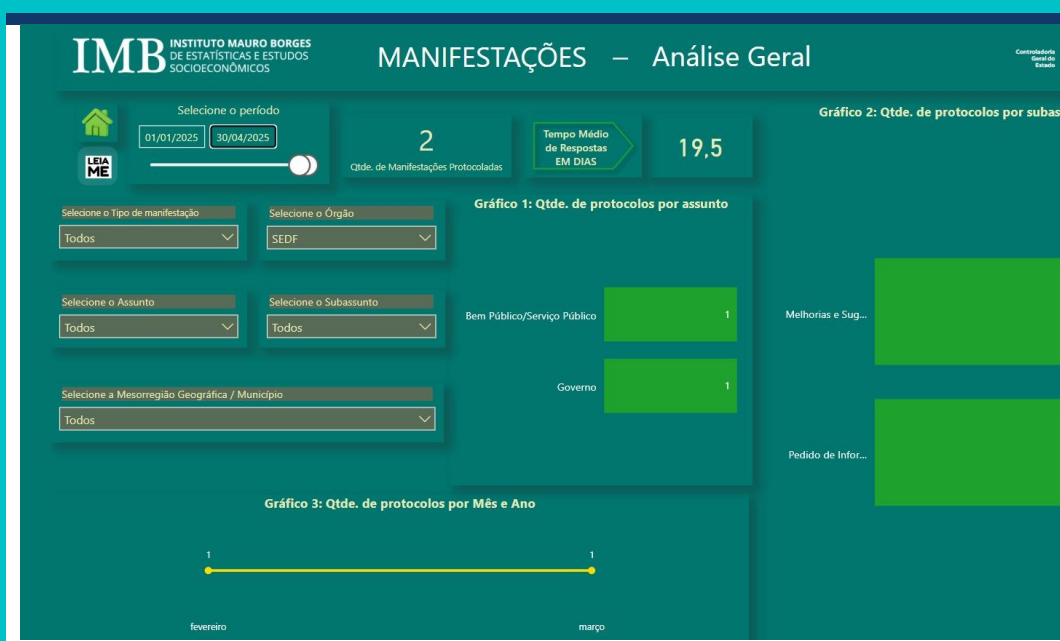 IMB INSTITUTO MAURO BORGES
DE ESTATÍSTICAS E ESTUDOS
SOCIOECONÔMICOS
MANIFESTAÇÕES – Análise Geral
Controladoria
Geral do
Estado
Selecione o período
01/01/2025 30/04/2025
LEIA
ME
2
Qtde. de Manifestações Protocoladas
Tempo Médio
de Respostas
EM DIAS
19,5
Gráfico 2: Qtde. de protocolos por subas
Selecione o Tipo de manifestação
Todos
Selecione o Órgão
SEDF
Selecione o Assunto
Todos
Selecione o Subassunto
Todos
Selecione a Mesorregião Geográfica / Município
Todos
Gráfico 1: Qtde. de protocolos por assunto
Bem Público/Serviço Público 1
Governo 1
Melhorias e Sug...
Pedido de Infor...
Gráfico 3: Qtde. de protocolos por Mês e Ano
1 1
fevereiro março